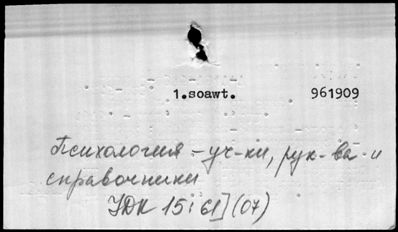 1.soawt. 961909
Психология - уч-ки, рук-ва - и
справочники
УДК 15:61](07)